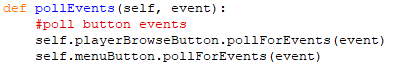 def pollEvents(self, event):
    #poll button events
    self.playerBrowseButton.pollForEvents(event)
    self.menuButton.pollForEvents(event)